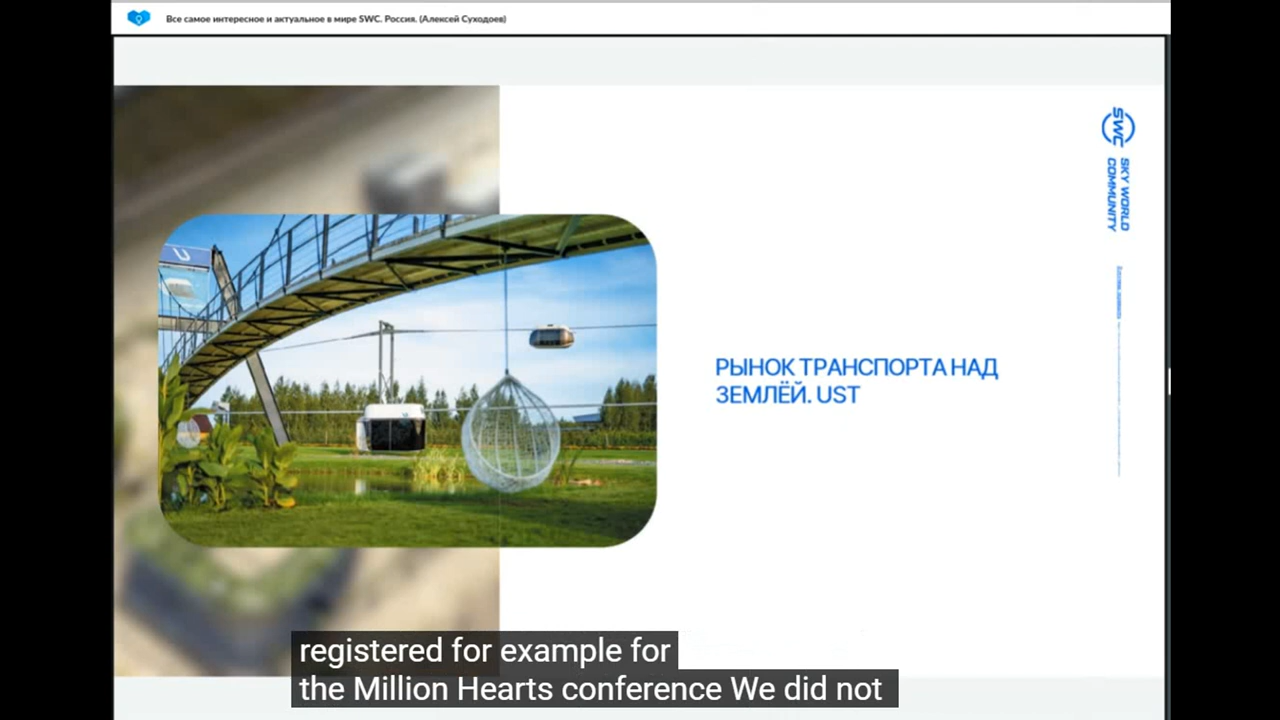 Все самое интересное и актуальное в мире SWC. Россия. (Алексей Суходоев)
SWC
SKY WORLD
COMMUNITY
U
РЫНОК ТРАНСПОРТА НАД
ЗЕМЛЁЙ. UST
registered for example for
the Million Hearts conference We did not